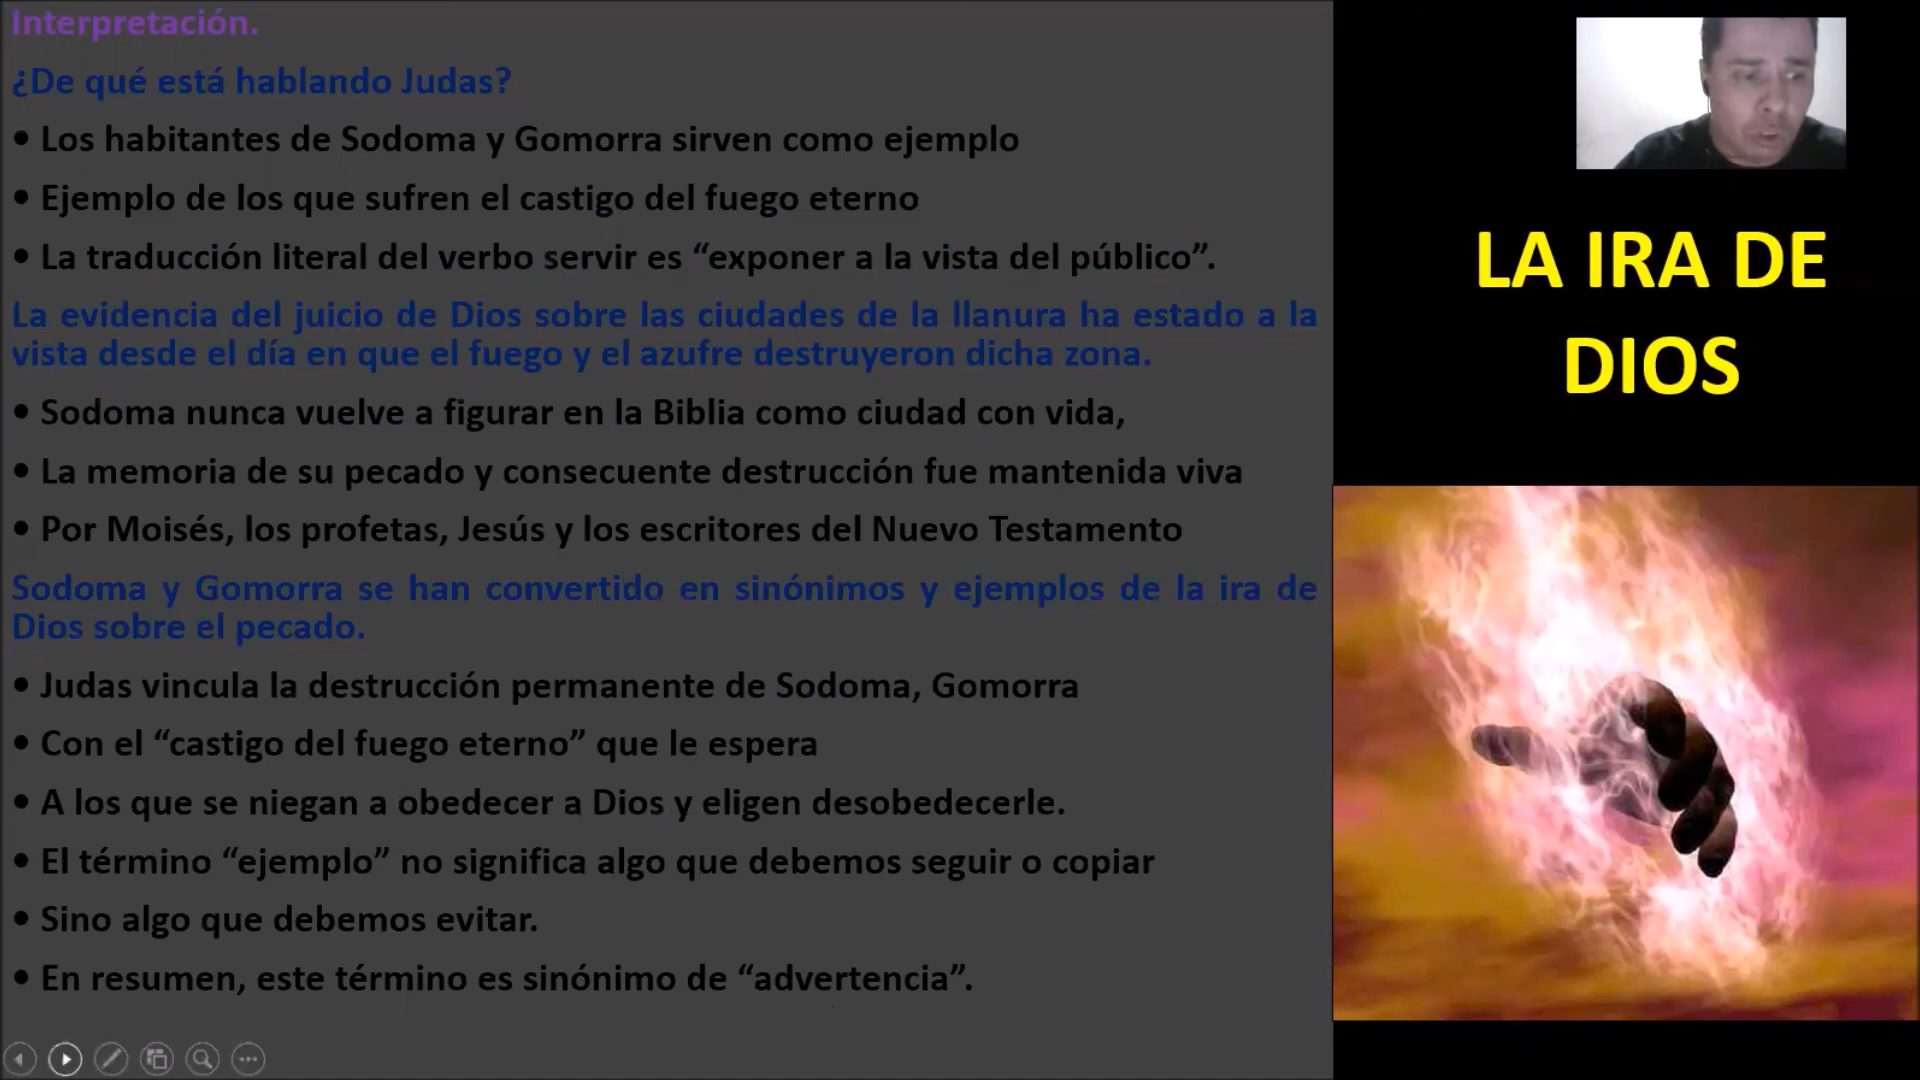 Interpretación.
¿De qué está hablando Judas?
• Los habitantes de Sodoma y Gomorra sirven como ejemplo
• Ejemplo de los que sufren el castigo del fuego eterno
• La traducción literal del verbo servir es “exponer a la vista del público”.
La evidencia del juicio de Dios sobre las ciudades de la llanura ha estado a la
vista desde el día en que el fuego y el azufre destruyeron dicha zona.
• Sodoma nunca vuelve a figurar en la Biblia como ciudad con vida,
• La memoria de su pecado y consecuente destrucción fue mantenida viva
• Por Moisés, los profetas, Jesús y los escritores del Nuevo Testamento
Sodoma y Gomorra se han convertido en sinónimos y ejemplos de la ira de
Dios sobre el pecado.
• Judas vincula la destrucción permanente de Sodoma, Gomorra
• Con el “castigo del fuego eterno” que le espera
• A los que se niegan a obedecer a Dios y eligen desobedecerle.
• El término “ejemplo” no significa algo que debemos seguir o copiar
• Sino algo que debemos evitar.
• En resumen, este término es sinónimo de “advertencia”.
LA IRA DE
DIOS